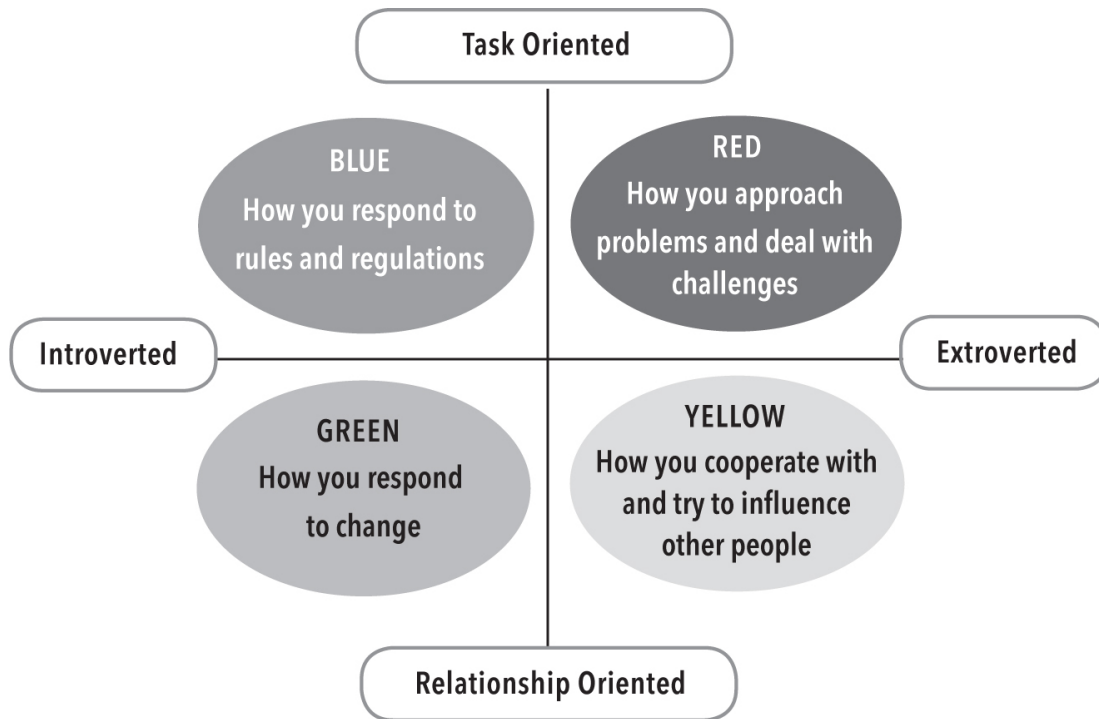 Task Oriented
BLUE
How you respond to
rules and regulations
RED
How you approach
problems and deal with
challenges
Introverted
Extroverted
GREEN
How you respond
to change
YELLOW
How you cooperate with
and try to influence
other people
Relationship Oriented